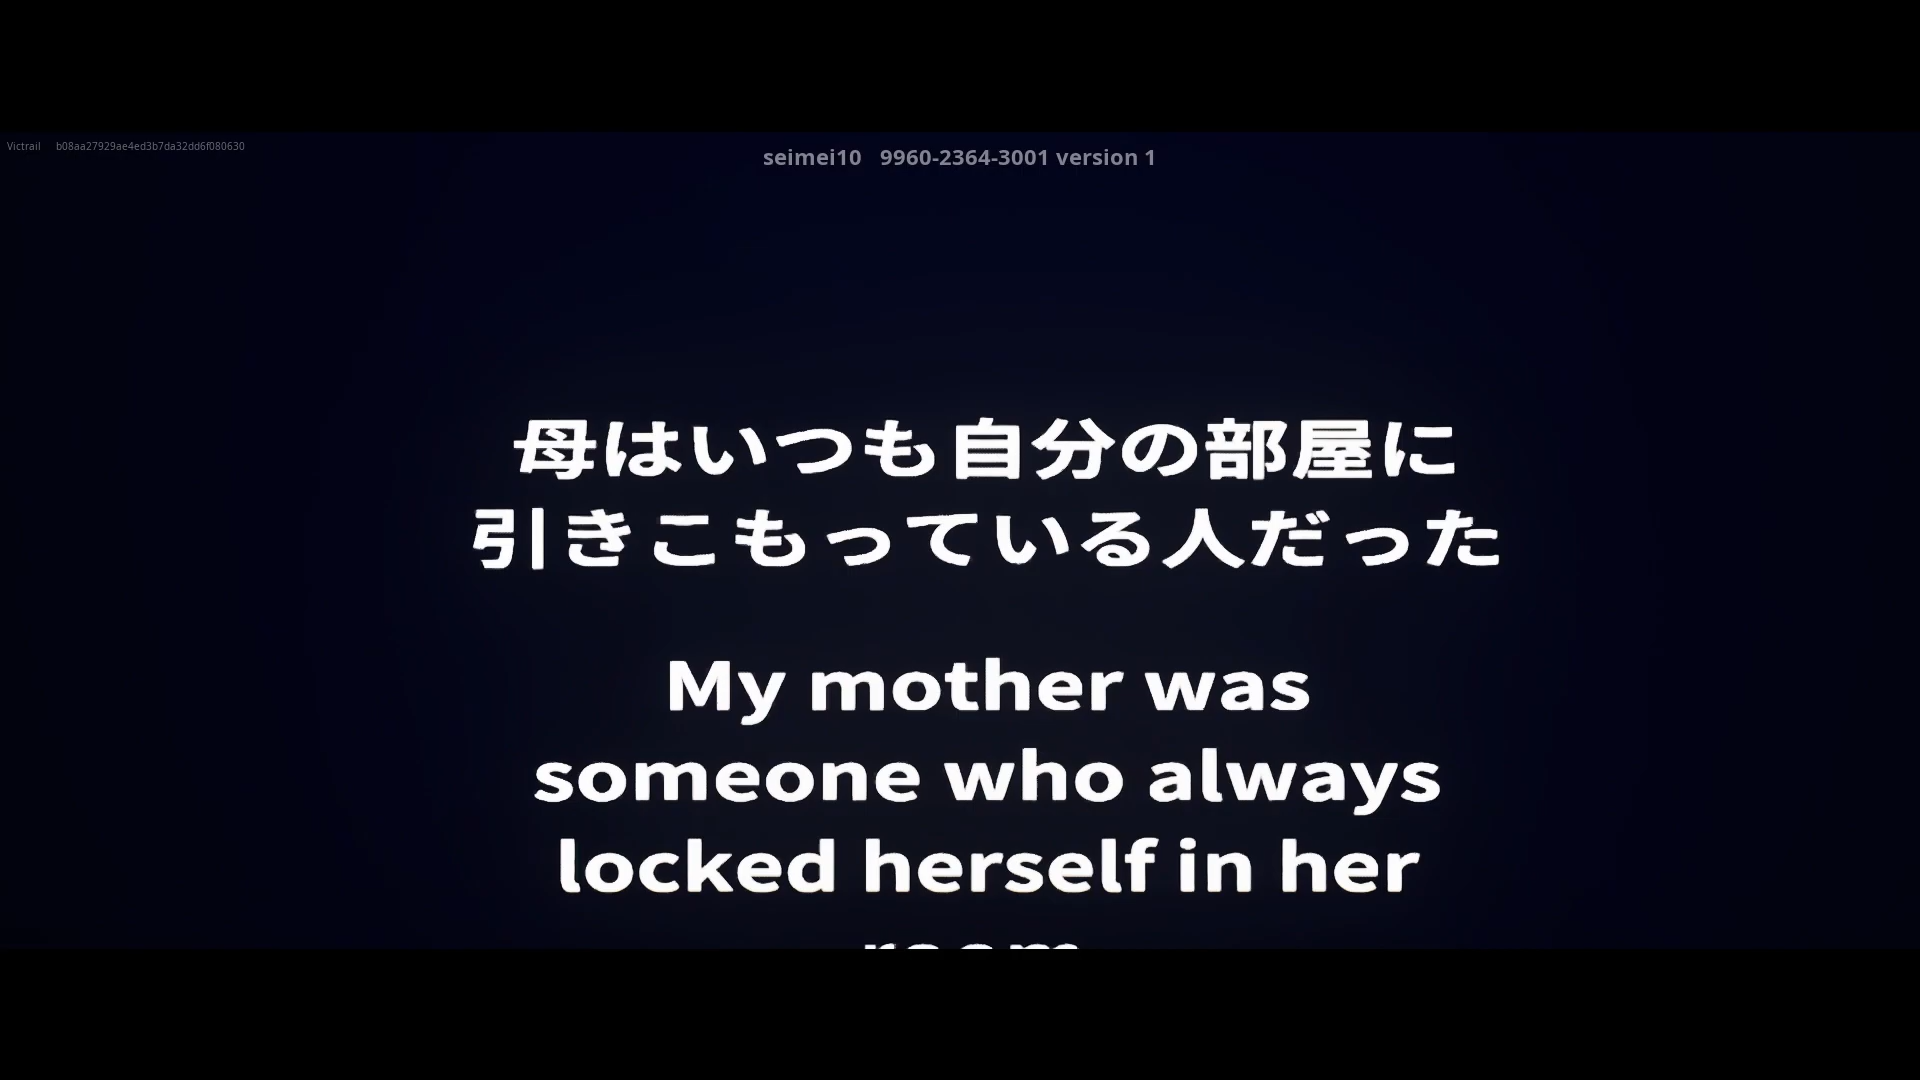 Victrail b08aa27929ae4ed3b7da32dd6f080630
seimei10 9960-2364-3001 version 1
母はいつも自分の部屋に
引きこもっている人だった
My mother was
someone who always
locked herself in her
room